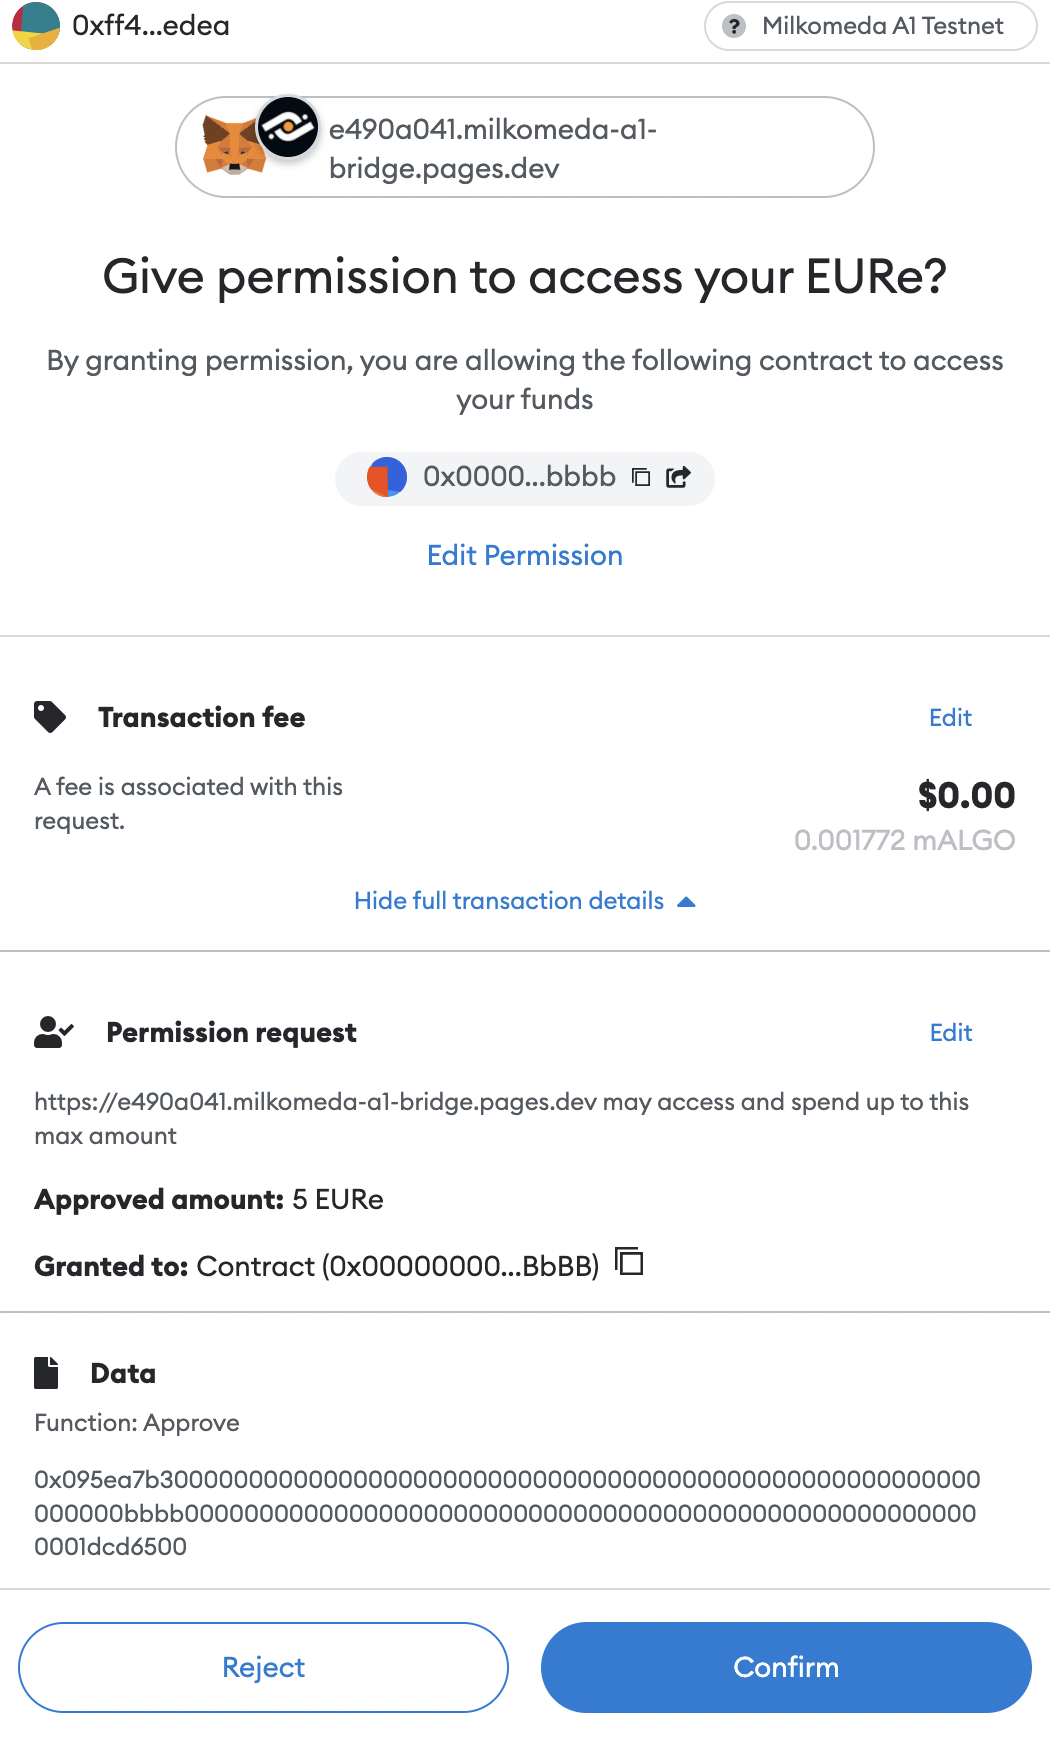 0xff4...edea
? Milkomeda A1 Testnet
e490a041.milkomeda-a1-
bridge.pages.dev
Give permission to access your EURe?
By granting permission, you are allowing the following contract to access
your funds
0x0000...bbbb
Edit Permission
Transaction fee
Edit
A fee is associated with this
request.
$0.00
0.001772 mALGO
Hide full transaction details
Permission request
Edit
https://e490a041.milkomeda-a1-bridge.pages.dev may access and spend up to this
max amount
Approved amount: 5 EURe
Granted to: Contract (0x00000000...BbBB)
Data
Function: Approve
0x095ea7b3000000000000000000000000000000000000000000000000000000
000000bbbb00000000000000000000000000000000000000000000000000000
0001dcd6500
Reject
Confirm